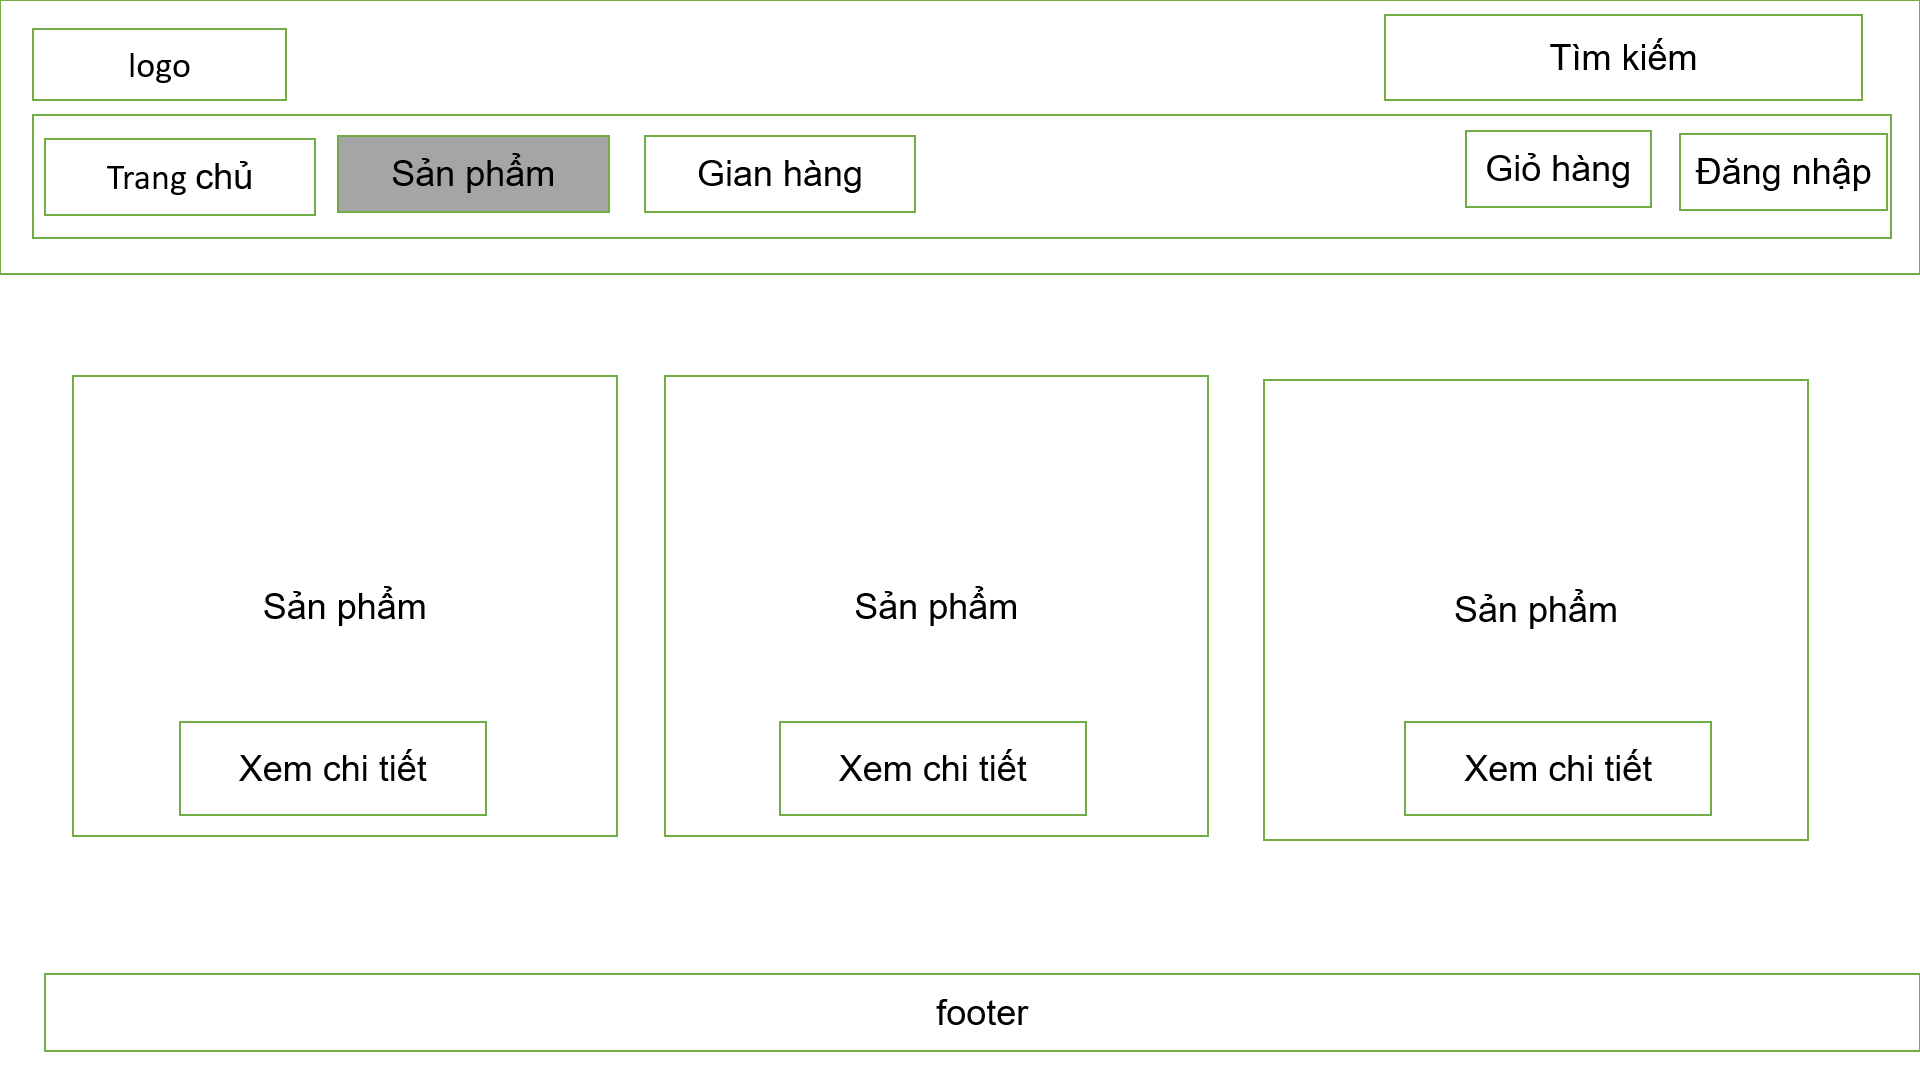 logo
Tìm kiếm
Trang chủ
Sản phẩm
Gian hàng
Giỏ hàng
Đăng nhập
Sản phẩm
Sản phẩm
Sản phẩm
Xem chi tiết
Xem chi tiết
Xem chi tiết
footer